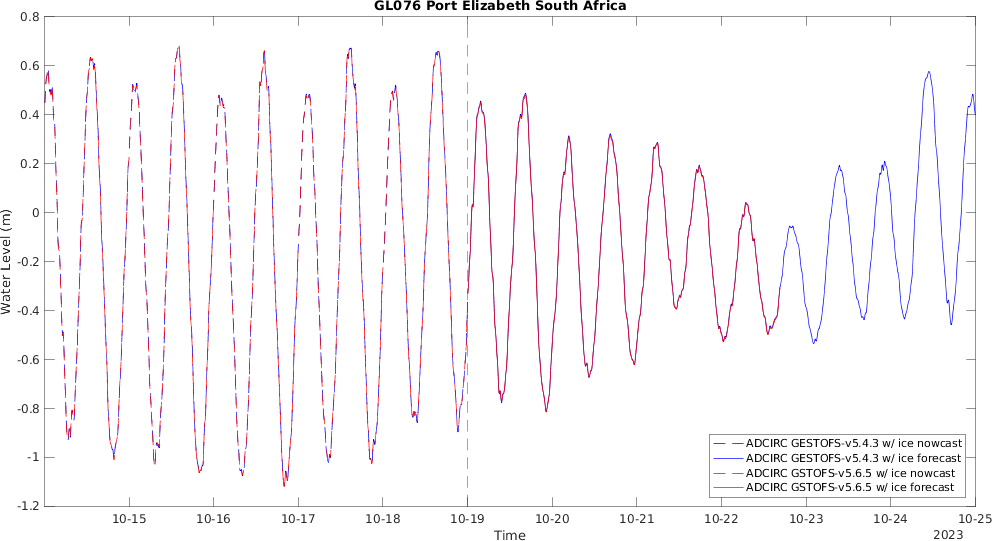 GL076 Port Elizabeth South Africa
0.8
0.6
0.4
0.2
0
-0.2
-0.4
-0.6
-0.8
-1
-1.2
Water Level (m)
ADCIRC GESTOFS-v5.4.3 w/ ice nowcast
ADCIRC GESTOFS-v5.4.3 w/ ice forecast
ADCIRC GSTOFS-v5.6.5 w/ ice nowcast
ADCIRC GSTOFS-v5.6.5 w/ ice forecast
10-15 10-16 10-17 10-18 10-19 10-20 10-21 10-22 10-23 10-24 10-25
Time
2023